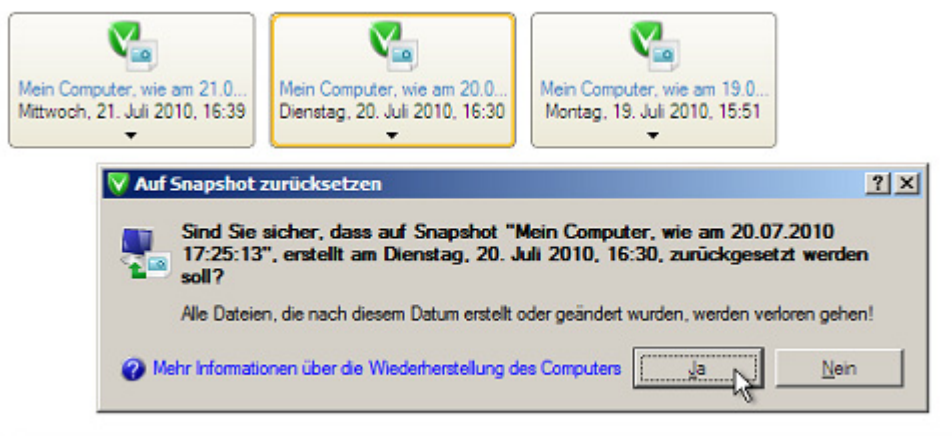 Mein Computer, wie am 21.0...
Mittwoch, 21. Juli 2010, 16:39
Mein Computer, wie am 20.0...
Dienstag, 20. Juli 2010, 16:30
Mein Computer, wie am 19.0...
Montag, 19. Juli 2010, 15:51
Auf Snapshot zurücksetzen
Sind Sie sicher, dass auf Snapshot "Mein Computer, wie am 20.07.2010
17:25:13", erstellt am Dienstag, 20. Juli 2010, 16:30, zurückgesetzt werden
soll?
Alle Dateien, die nach diesem Datum erstellt oder geändert wurden, werden verloren gehen!
Mehr Informationen über die Wiederherstellung des Computers
Ja
Nein